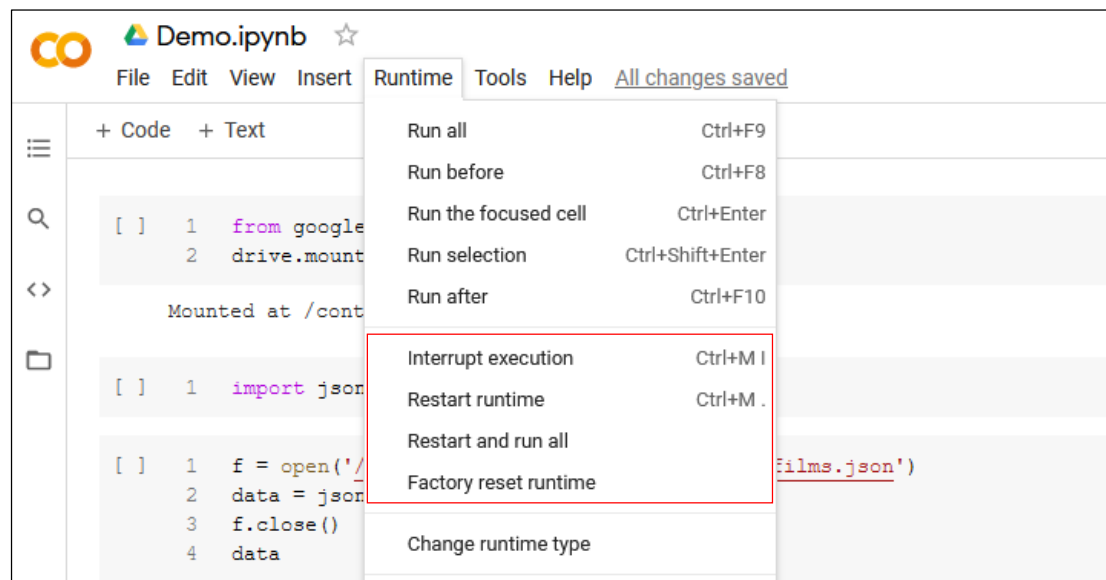 Demo.ipynb
File Edit View Insert Runtime Tools Help All changes saved
+ Code + Text
Run all Ctrl+F9
Run before Ctrl+F8
Run the focused cell Ctrl+Enter
Run selection Ctrl+Shift+Enter
Run after Ctrl+F10
Interrupt execution Ctrl+M I
Restart runtime Ctrl+M .
Restart and run all
Factory reset runtime
Change runtime type
[ ] 1 from google
2 drive.mount
Mounted at /cont
[ ] 1 import json
[ ] 1 f = open('/ films.json')
2 data = json
3 f.close()
4 data